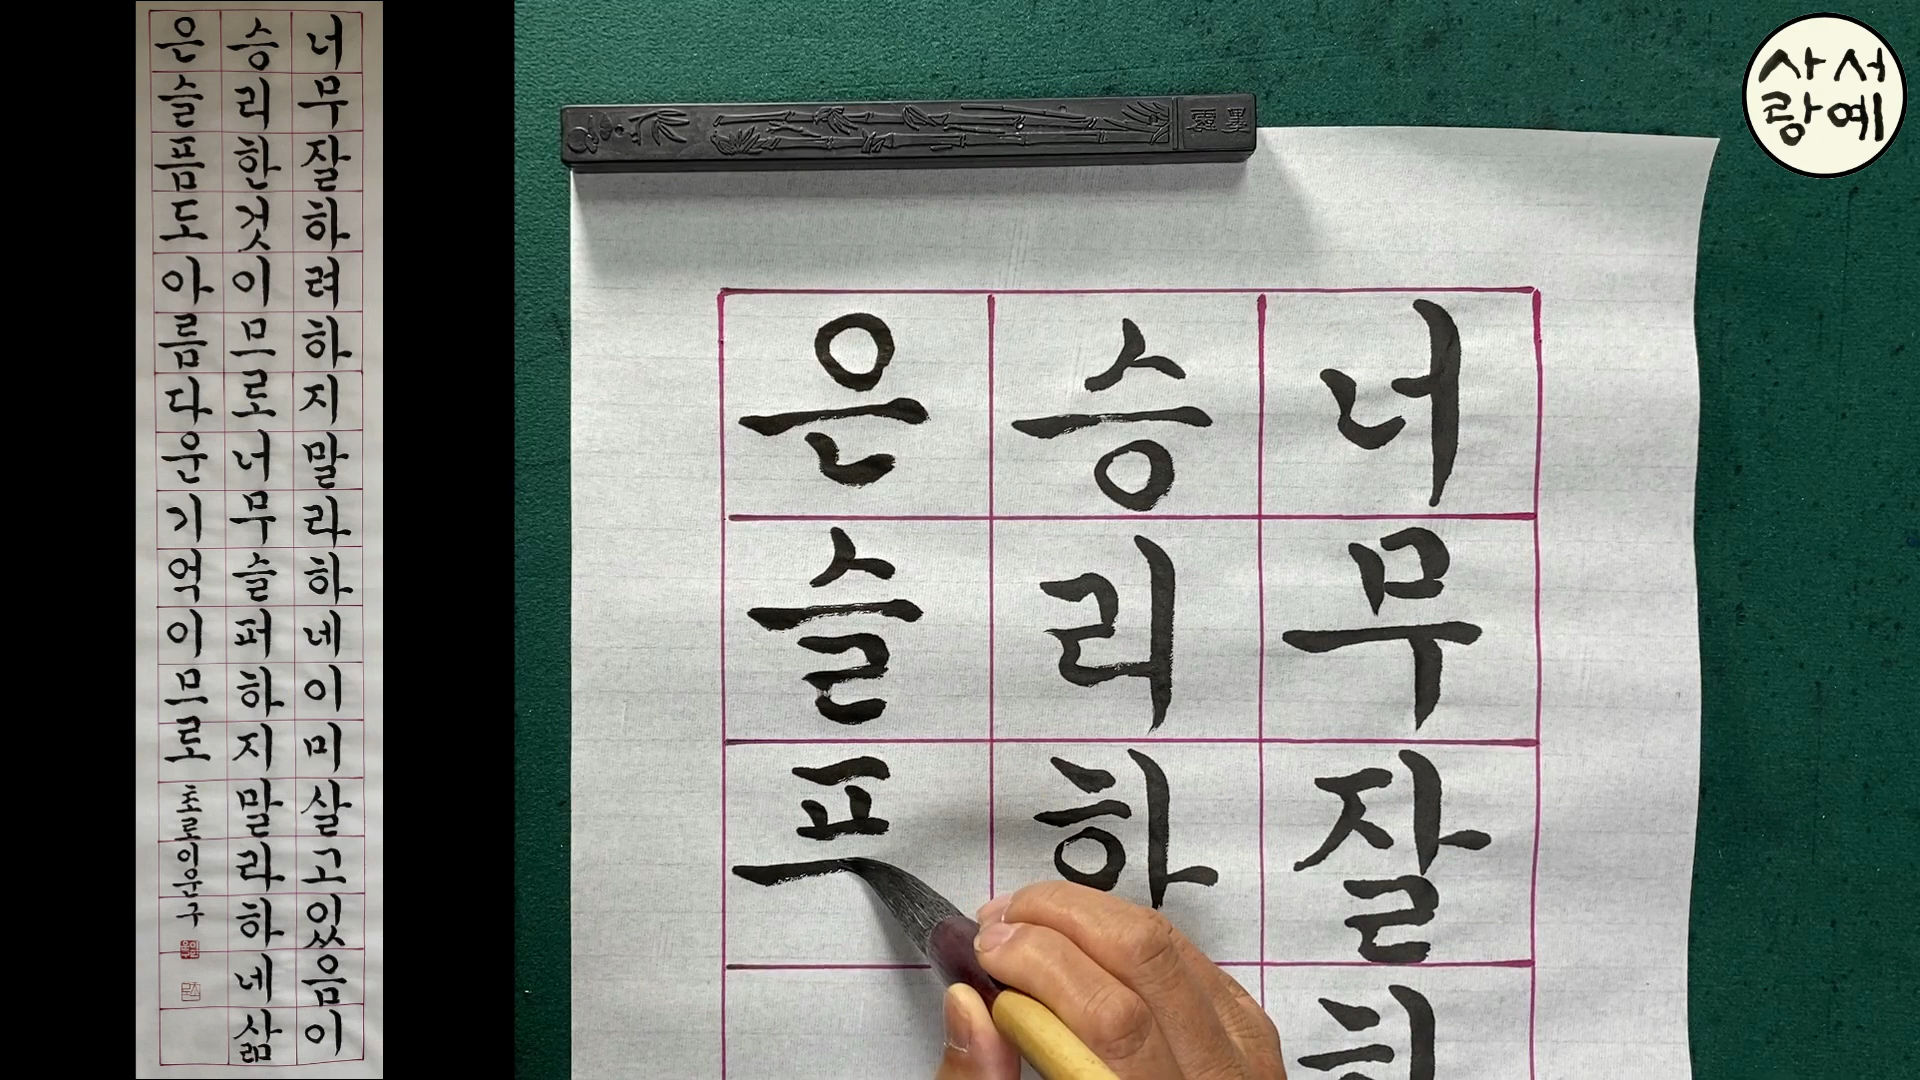 너무잘하려하지말라하네이미살고있음이
승리한것이므로너무슬퍼하지말라하네삶
은슬픔도아름다운기억이므로
초로이은구
너무잘하
승리하
은슬프
墨
서예
사랑